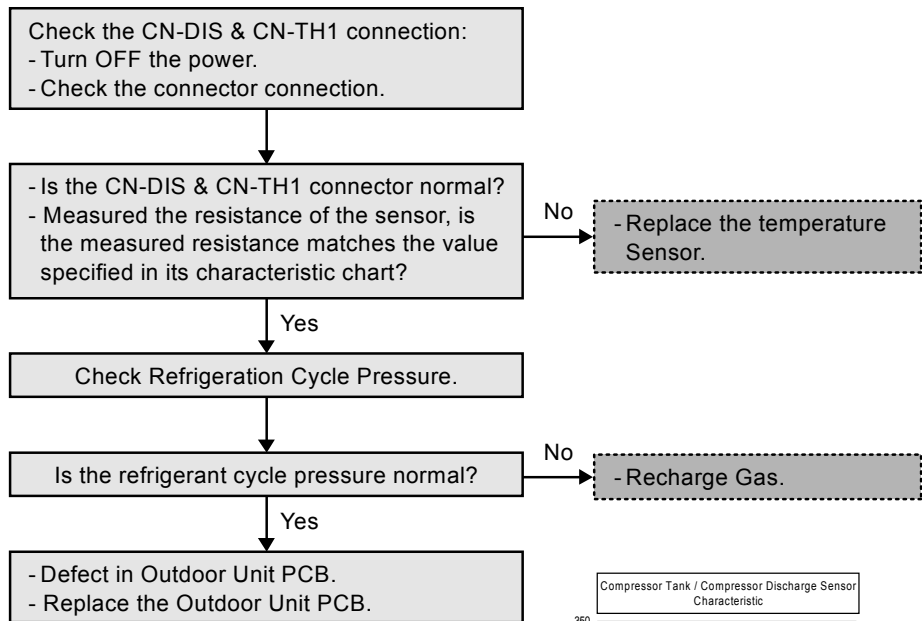 Check the CN-DIS & CN-TH1 connection:
- Turn OFF the power.
- Check the connector connection.
- Is the CN-DIS & CN-TH1 connector normal?
- Measured the resistance of the sensor, is
the measured resistance matches the value
specified in its characteristic chart?
No
- Replace the temperature
Sensor.
Yes
Check Refrigeration Cycle Pressure.
Is the refrigerant cycle pressure normal?
No
- Recharge Gas.
Yes
- Defect in Outdoor Unit PCB.
- Replace the Outdoor Unit PCB.
Compressor Tank / Compressor Discharge Sensor
Characteristic
350